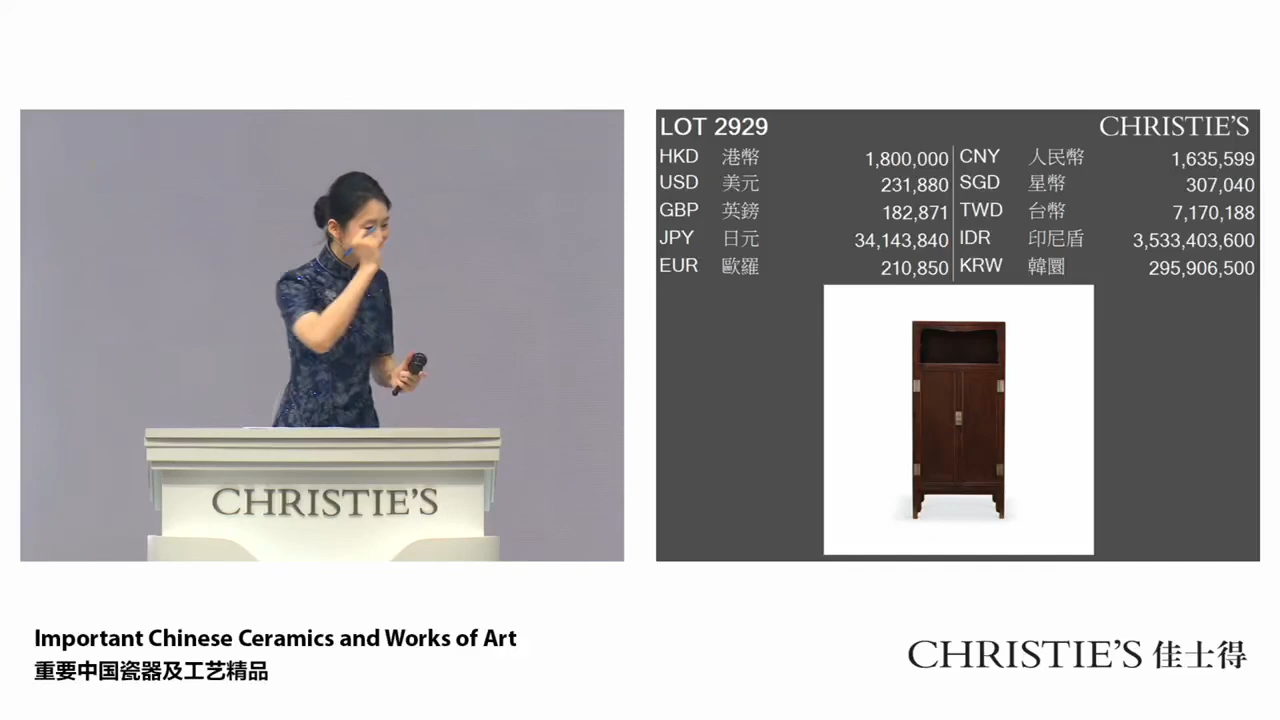 CHRISTIE'S
LOT 2929 CHRISTIE'S
HKD 港幣 1,800,000 CNY 人民幣 1,635,599
USD 美元 231,880 SGD 星幣 307,040
GBP 英鎊 182,871 TWD 台幣 7,170,188
JPY 日元 34,143,840 IDR 印尼盾 3,533,403,600
EUR 歐羅 210,850 KRW 韓圜 295,906,500
Important Chinese Ceramics and Works of Art
重要中国瓷器及工艺精品
CHRISTIE'S 佳士得